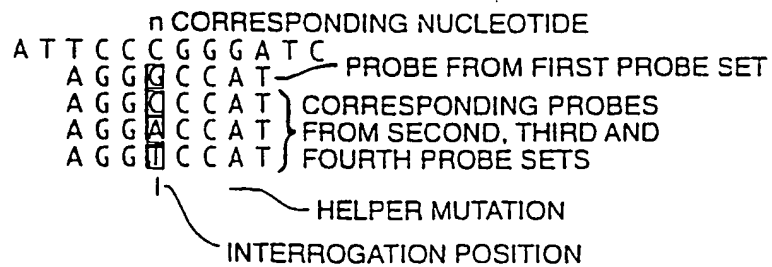 n CORRESPONDING NUCLEOTIDE
A T T C C C G G G A T C
A G G G C C A T PROBE FROM FIRST PROBE SET
A G G C C C A T CORRESPONDING PROBES
A G G A C C A T FROM SECOND, THIRD AND
A G G T C C A T FOURTH PROBE SETS
I
HELPER MUTATION
INTERROGATION POSITION